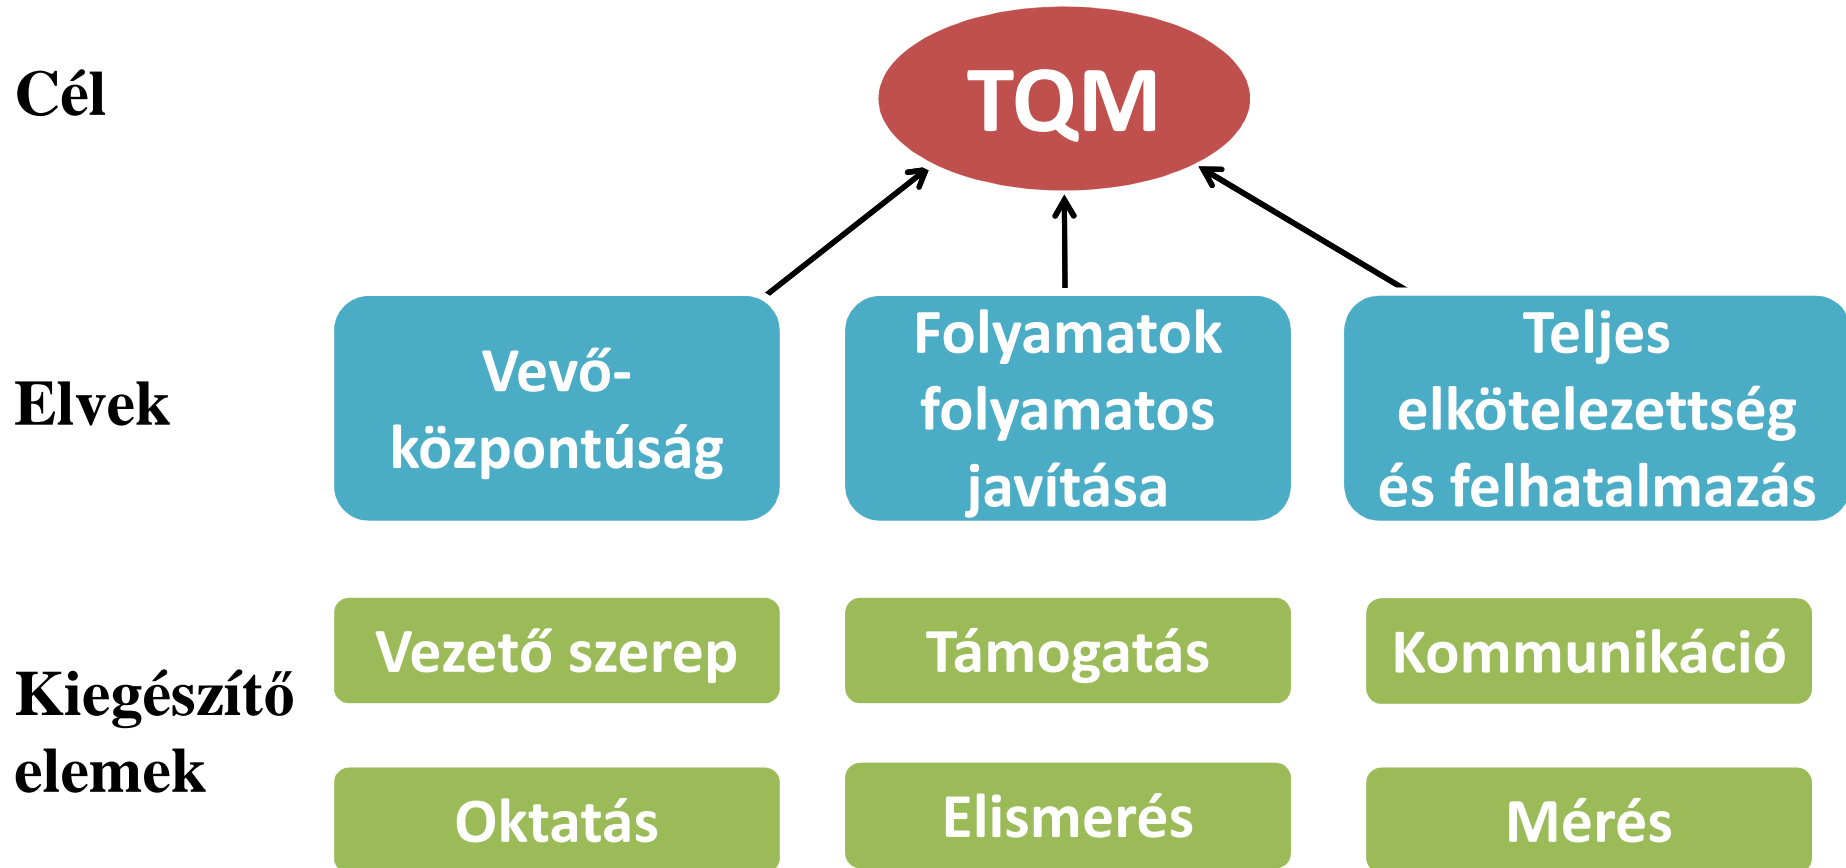 Cél
TQM
Elvek
Vevő-
központúság
Folyamatok
folyamatos
javítása
Teljes
elkötelezettség
és felhatalmazás
Kiegészítő
elemek
Vezető szerep
Támogatás
Kommunikáció
Oktatás
Elismerés
Mérés